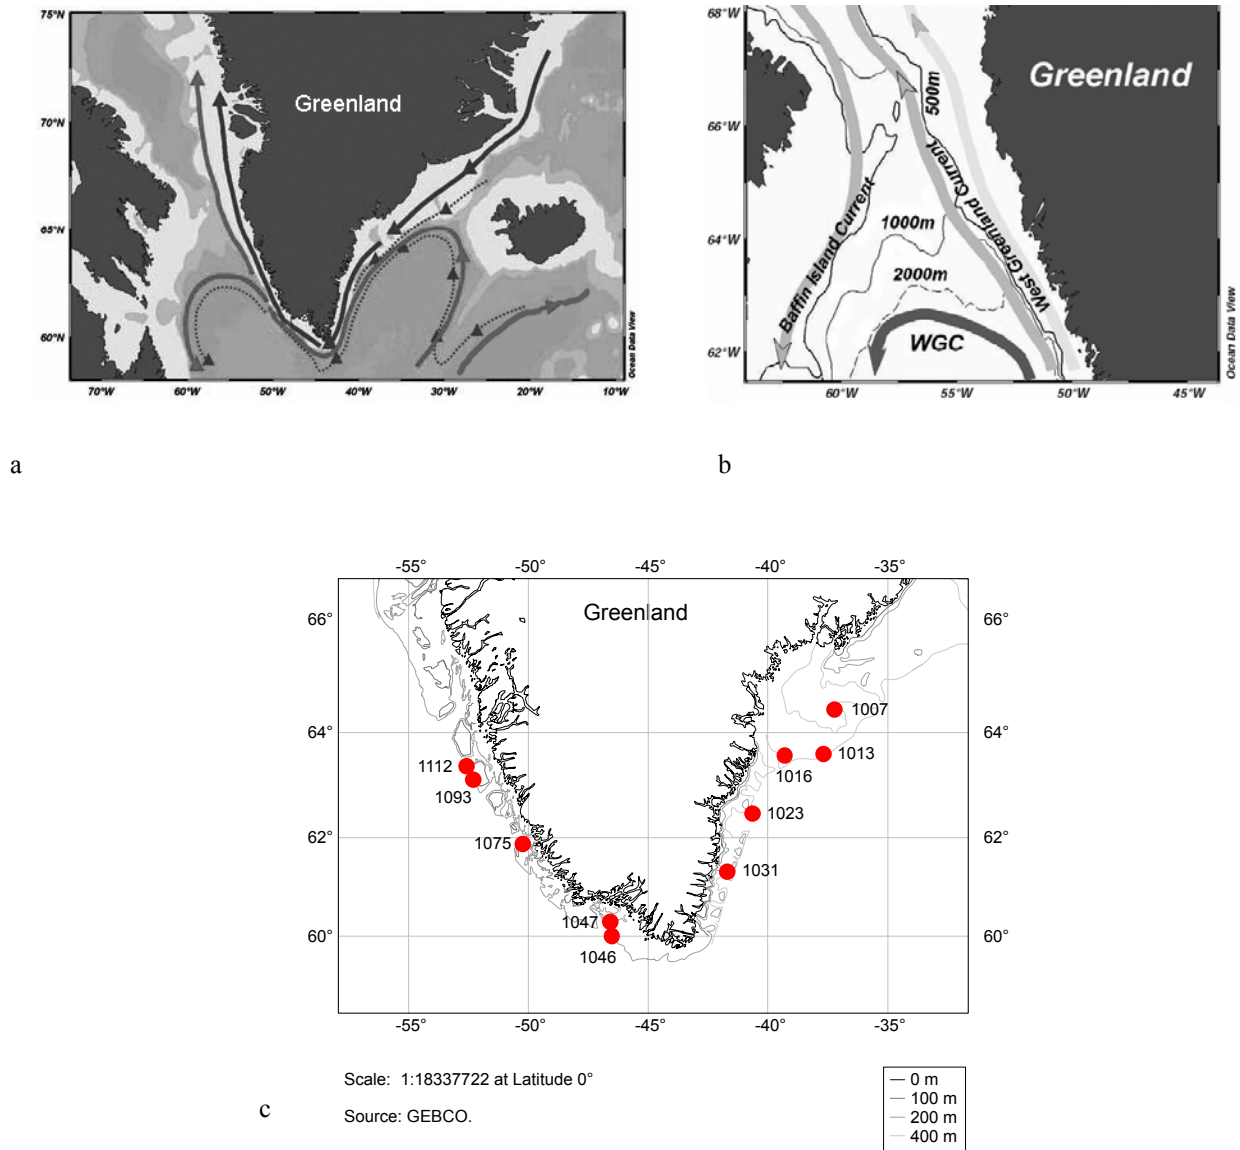 75°N
70°N
65°N
60°N
Greenland
Ocean Data View
70°W
60°W
50°W
40°W
30°W
20°W
10°W
a
68°W
66°W
64°W
62°W
Greenland
500m
1000m
2000m
Baffin Island Current
West Greenland Current
WGC
Ocean Data View
60°W
55°W
50°W
45°W
b
-55° -50° -45° -40° -35°
66° Greenland 66°
1007
64° 64°
1013
1112
1016
1093
1023
62° 62°
1075
1031
1047
60° 60°
1046
-55° -50° -45° -40° -35°
Scale: 1:18337722 at Latitude 0°
c
Source: GEBCO.
0 m
100 m
200 m
400 m